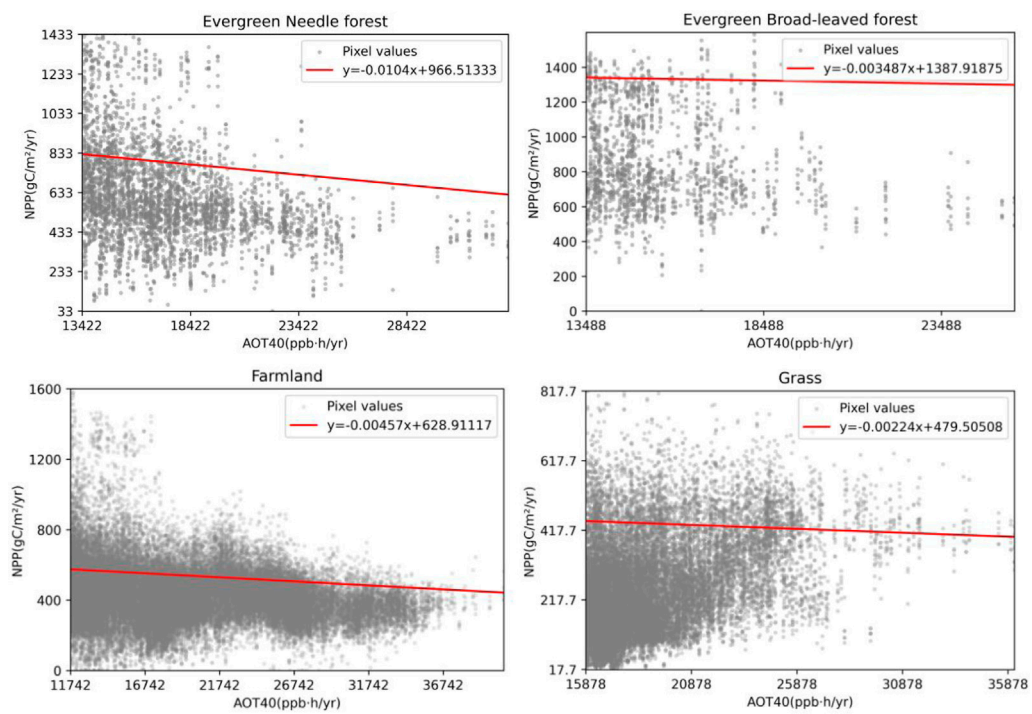 Evergreen Needle forest
Pixel values
y=-0.0104x+966.51333
NPP(gC/m²/yr)
1433
1233
1033
833
633
433
233
33
13422 18422 23422 28422
AOT40(ppb·h/yr)
Evergreen Broad-leaved forest
Pixel values
y=-0.003487x+1387.91875
NPP(gC/m²/yr)
1400
1200
1000
800
600
400
200
0
13488 18488 23488
AOT40(ppb·h/yr)
Farmland
Pixel values
y=-0.00457x+628.91117
NPP(gC/m²/yr)
1600
1200
800
400
0
11742 16742 21742 26742 31742 36742
AOT40(ppb·h/yr)
Grass
Pixel values
y=-0.00224x+479.50508
NPP(gC/m²/yr)
817.7
617.7
417.7
217.7
17.7
15878 20878 25878 30878 35878
AOT40(ppb·h/yr)